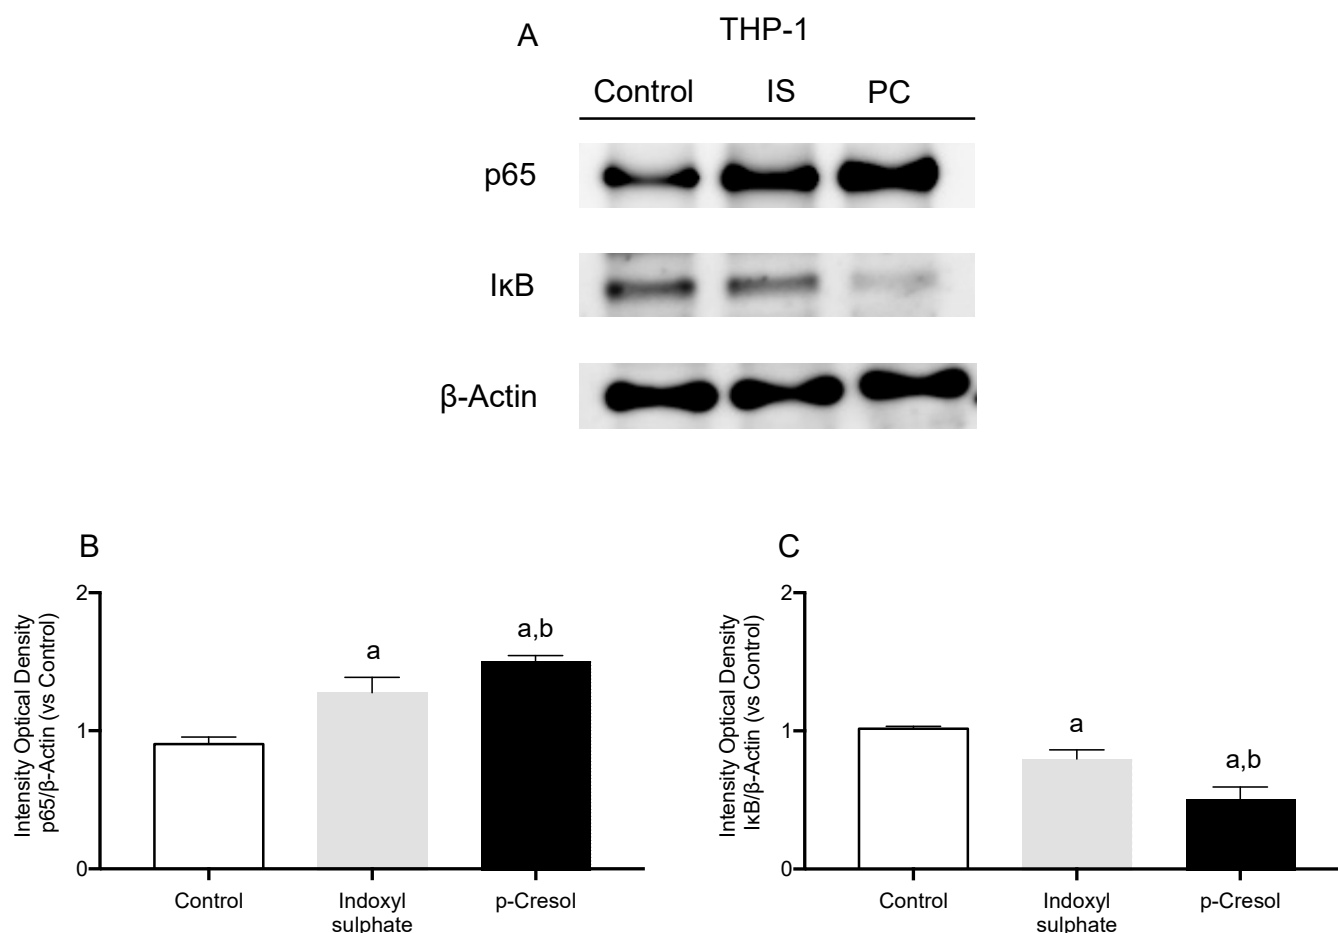 A
THP-1
Control IS PC
p65
IκB
β-Actin
B
Intensity Optical Density
p65/β-Actin (vs Control)
2
1
0
a
a,b
Control
Indoxyl
sulphate
p-Cresol
C
Intensity Optical Density
IκB/β-Actin (vs Control)
2
1
0
a
a,b
Control
Indoxyl
sulphate
p-Cresol